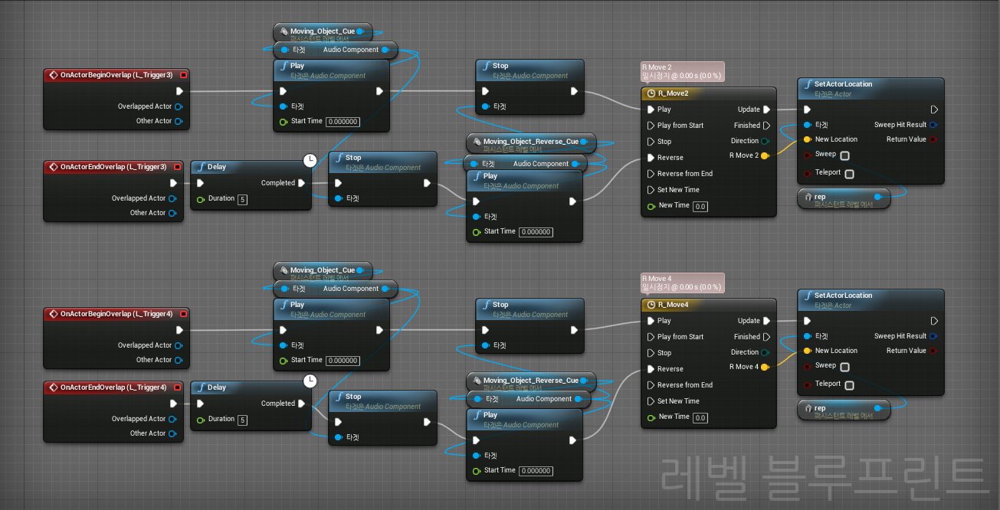 Moving_Object_Cue
퍼시스턴트 레벨 에서
타겟 Audio Component
Play
타겟은 Audio Component
타겟
Start Time 0.000000
OnActorBeginOverlap (L_Trigger3)
Overlapped Actor
Other Actor
Stop
타겟은 Audio Component
타겟
R Move 2
일시정지 @ 0.00 s (0.0 %)
R_Move2
Play Update
Play from Start Finished
Stop Direction
Reverse R Move 2
Reverse from End
Set New Time
New Time 0.0
SetActorLocation
타겟은 Actor
타겟 Sweep Hit Result
New Location Return Value
Sweep
Teleport
rep
퍼시스턴트 레벨 에서
OnActorEndOverlap (L_Trigger3)
Overlapped Actor
Other Actor
Delay
Completed
Duration 5
Stop
타겟은 Audio Component
타겟
Moving_Object_Reverse_Cue
퍼시스턴트 레벨 에서
타겟 Audio Component
Play
타겟은 Audio Component
타겟
Start Time 0.000000
Moving_Object_Cue
퍼시스턴트 레벨 에서
타겟 Audio Component
Play
타겟은 Audio Component
타겟
Start Time 0.000000
OnActorBeginOverlap (L_Trigger4)
Overlapped Actor
Other Actor
Stop
타겟은 Audio Component
타겟
R Move 4
일시정지 @ 0.00 s (0.0 %)
R_Move4
Play Update
Play from Start Finished
Stop Direction
Reverse R Move 4
Reverse from End
Set New Time
New Time 0.0
SetActorLocation
타겟은 Actor
타겟 Sweep Hit Result
New Location Return Value
Sweep
Teleport
rep
퍼시스턴트 레벨 에서
OnActorEndOverlap (L_Trigger4)
Overlapped Actor
Other Actor
Delay
Completed
Duration 5
Stop
타겟은 Audio Component
타겟
Moving_Object_Reverse_Cue
퍼시스턴트 레벨 에서
타겟 Audio Component
Play
타겟은 Audio Component
타겟
Start Time 0.000000
레벨 블루프린트